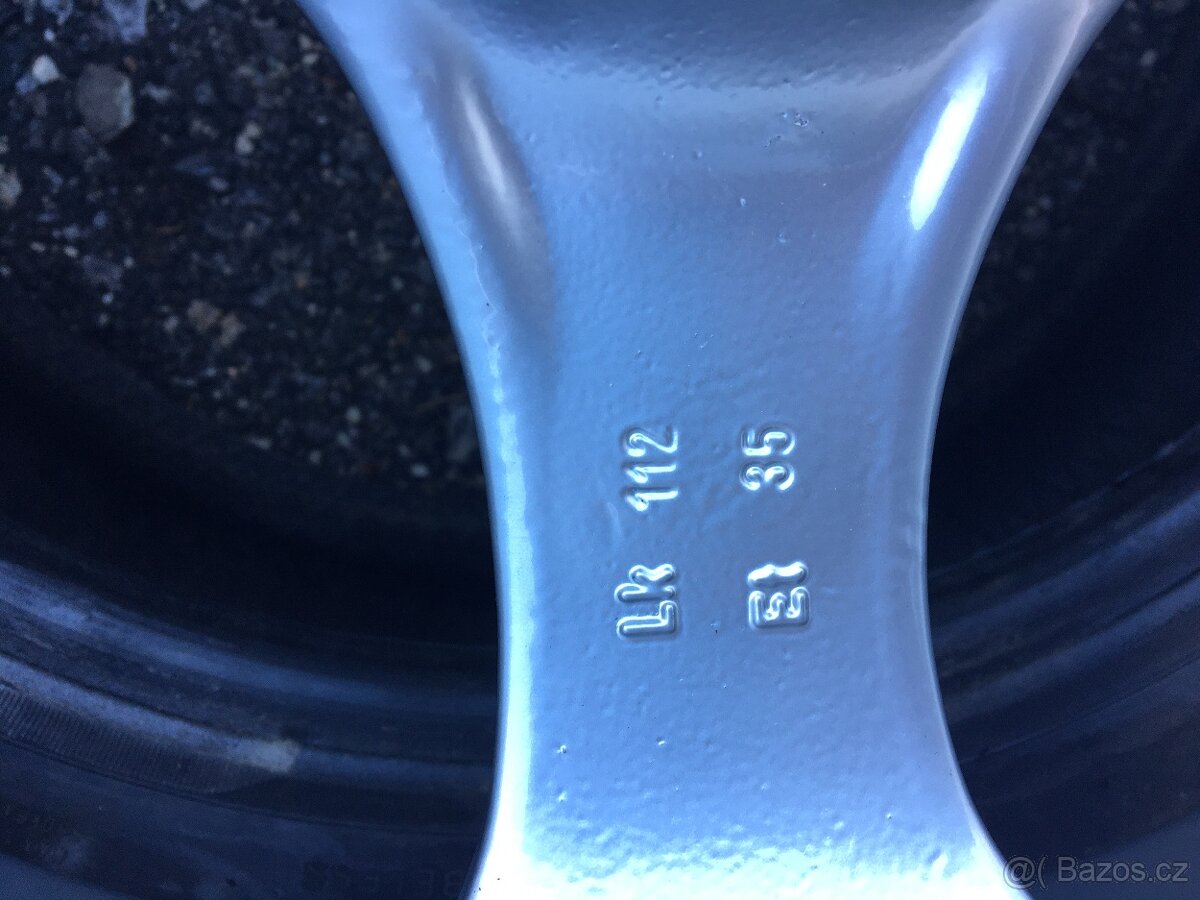 Lk 112
Et 35
@( Bazos.cz